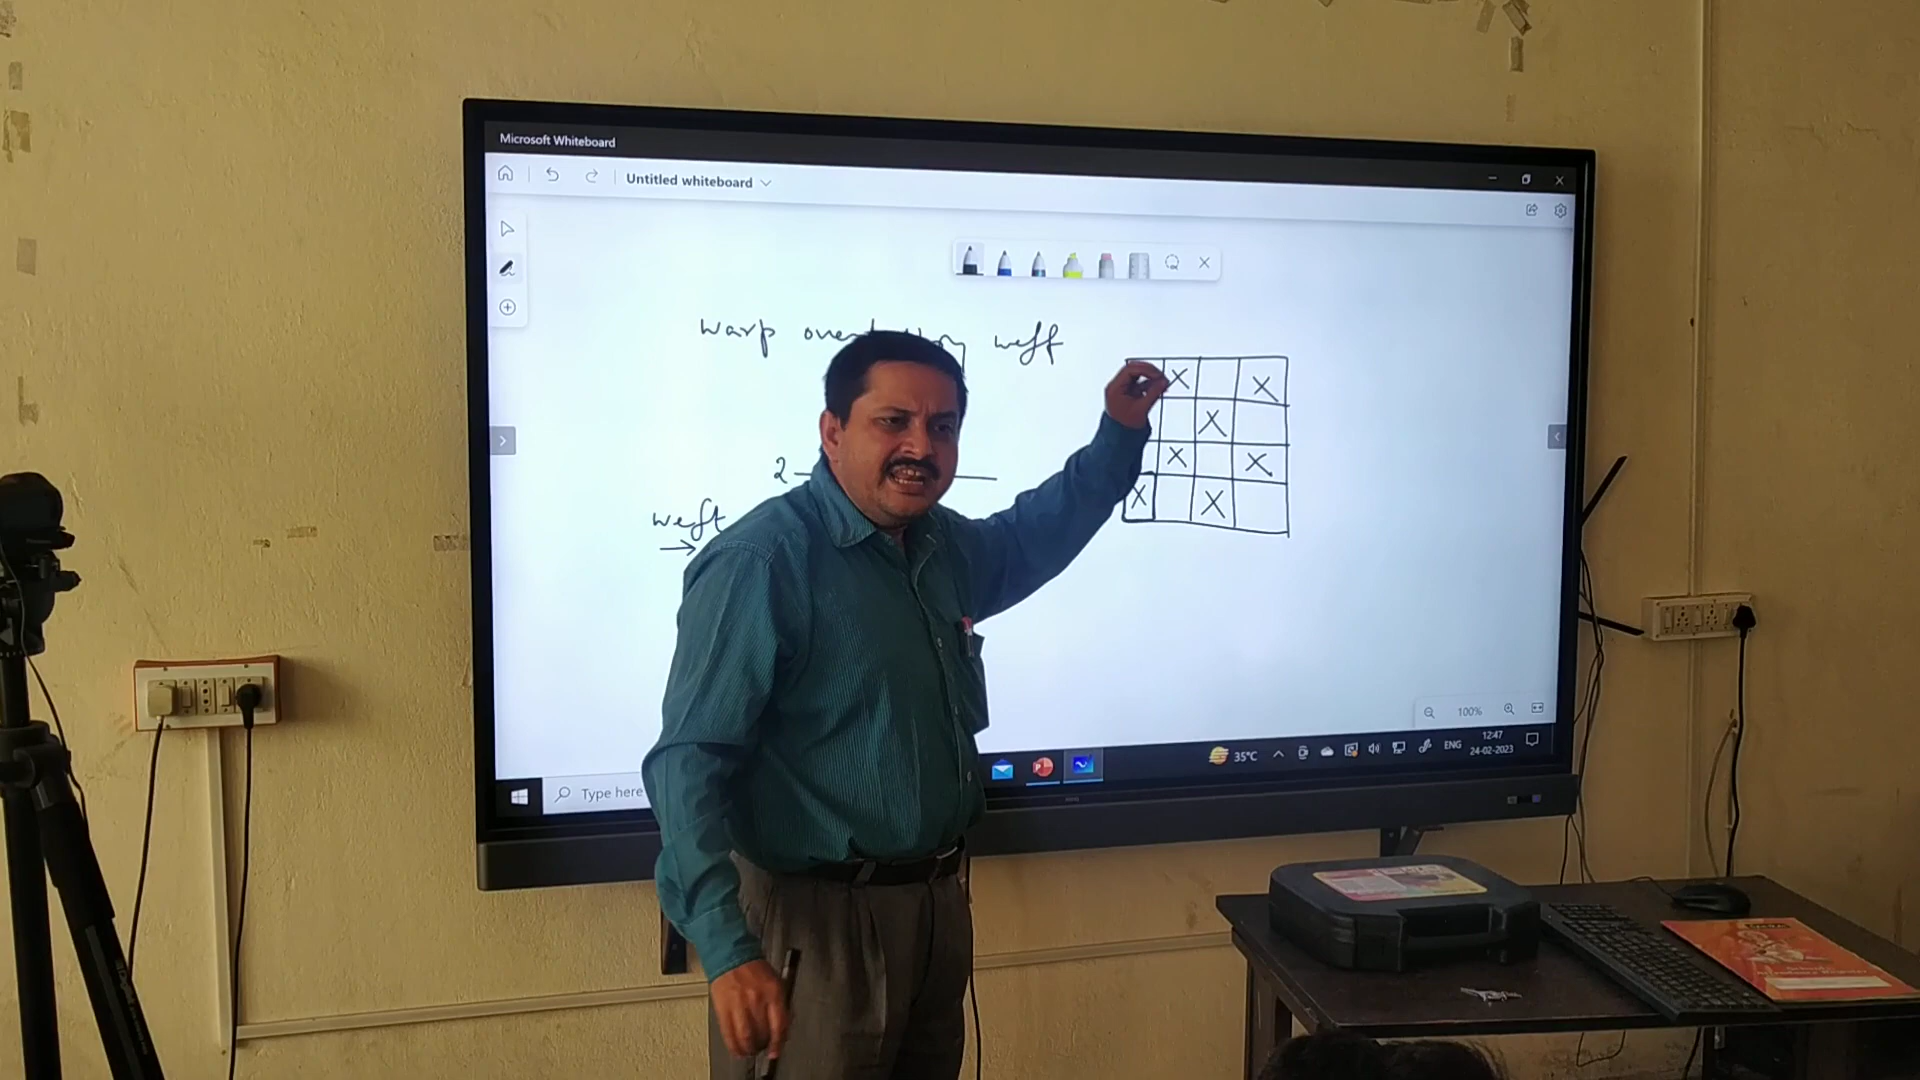 Microsoft Whiteboard
Untitled whiteboard
warp weft
X X
X
2
X X
weft
X X
100%
Type here
35°C
ENG
12:47
24-02-2023